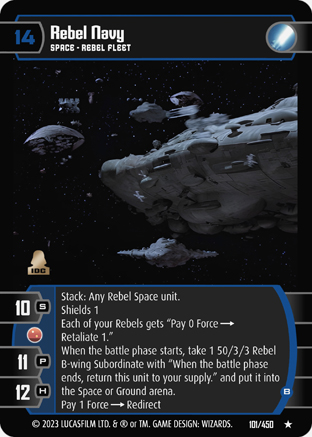 14 Rebel Navy
SPACE • REBEL FLEET
IDC
10 S
11 P
12 H
Stack: Any Rebel Space unit.
Shields 1
Each of your Rebels gets "Pay 0 Force →
Retaliate 1."
When the battle phase starts, take 1 50/3/3 Rebel
B-wing Subordinate with "When the battle phase
ends, return this unit to your supply." and put it into
the Space or Ground arena.
Pay 1 Force → Redirect
B
© 2023 LUCASFILM LTD. & ® OR TM. GAME DESIGN: WIZARDS. 101/450 ★